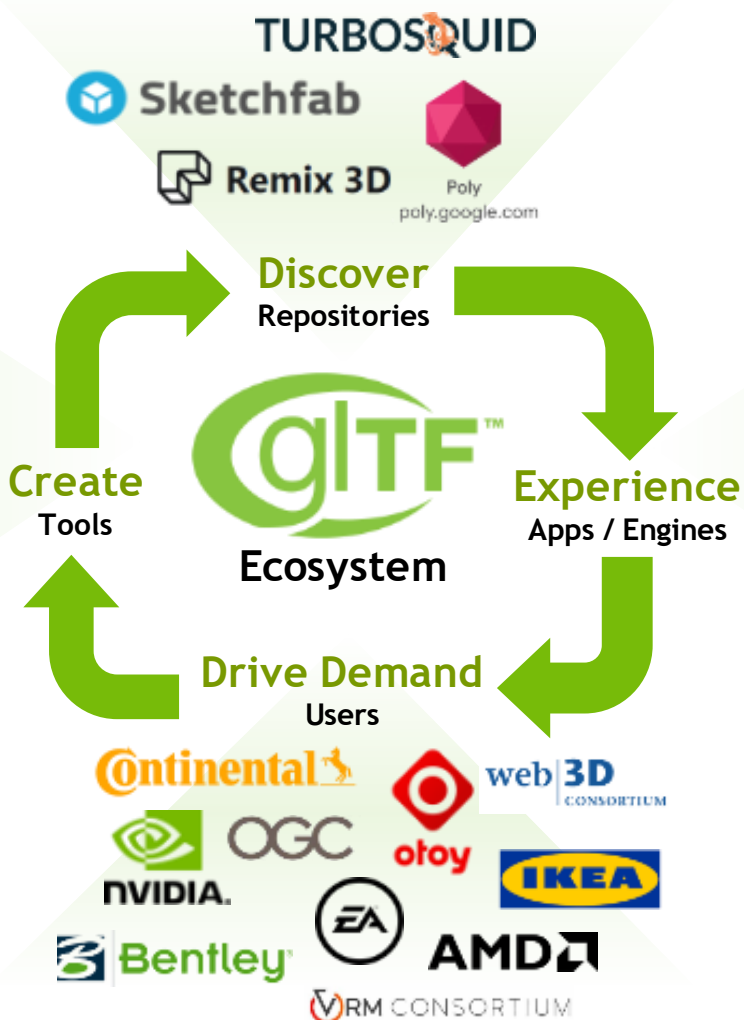 TURBOSQUID
Sketchfab
Remix 3D
Poly
poly.google.com
Discover
Repositories
glTF™
Ecosystem
Create
Tools
Experience
Apps / Engines
Drive Demand
Users
Continental
web 3D
CONSORTIUM
OGC
otoy
NVIDIA.
IKEA
EA
Bentley
AMD
VRM CONSORTIUM